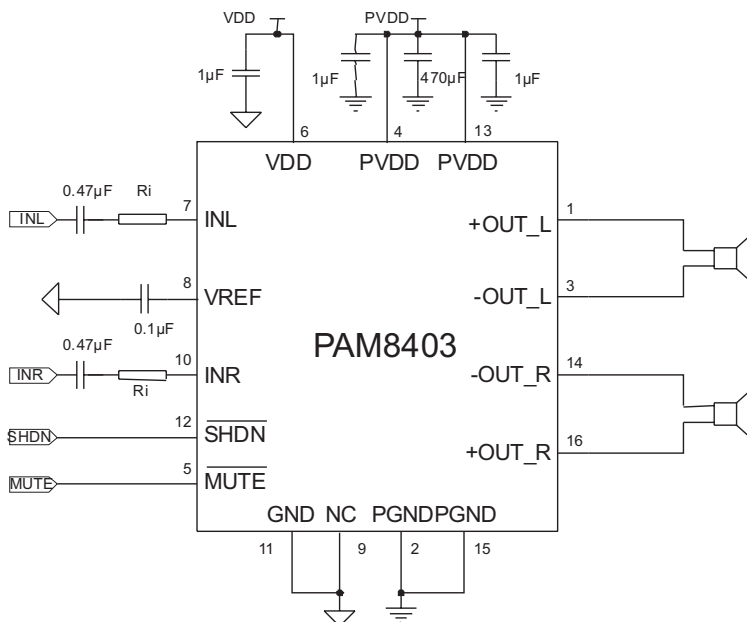 VDD
PVDD
1µF
1µF
470µF
1µF
6
4
13
VDD
PVDD
PVDD
0.47µF
Ri
INL
7
INL
1
+OUT_L
8
VREF
3
-OUT_L
0.1µF
PAM8403
0.47µF
INR
Ri
10
INR
14
-OUT_R
SHDN
12
SHDN
16
+OUT_R
MUTE
5
MUTE
GND
NC
PGND
PGND
11
9
2
15